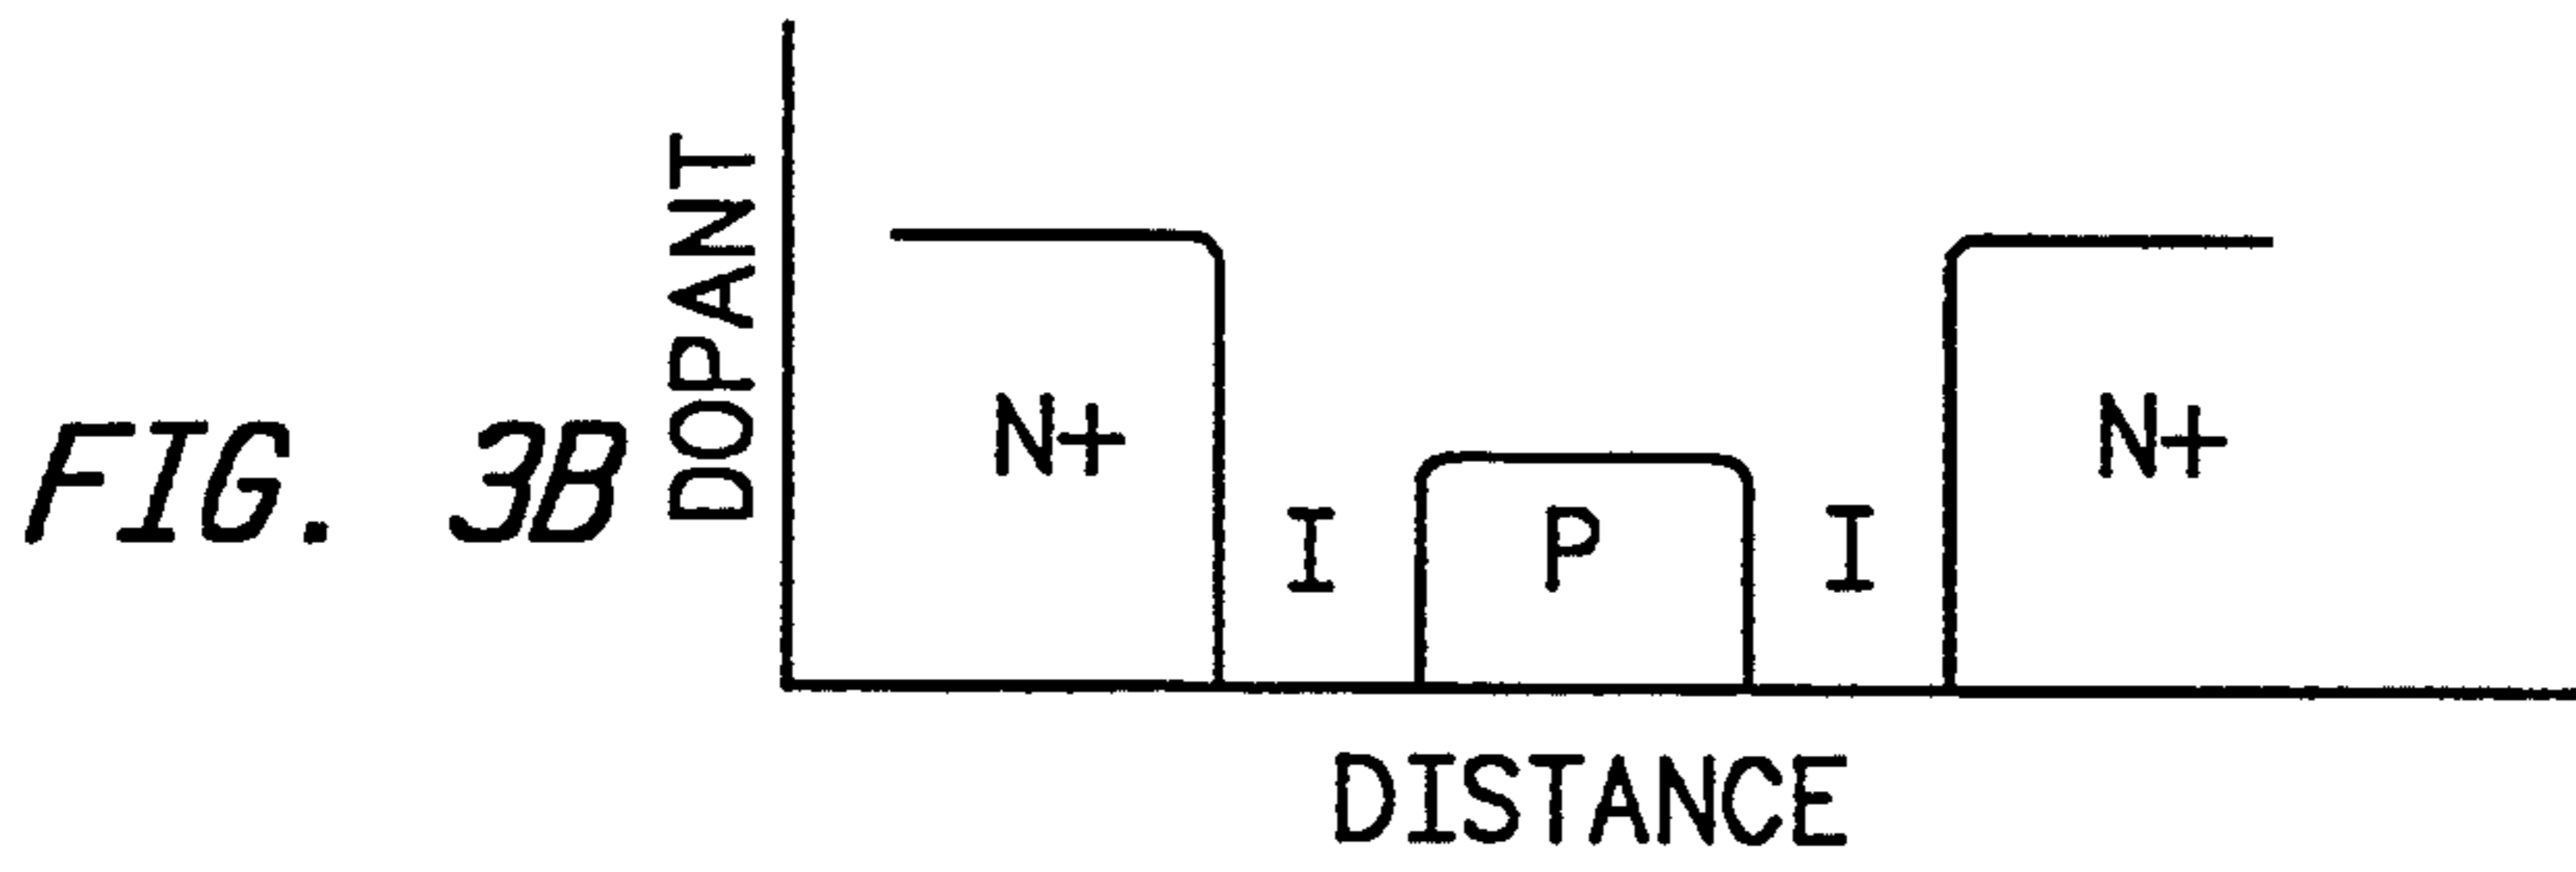 FIG. 3B
DOPANT
N+
I
P
I
N+
DISTANCE